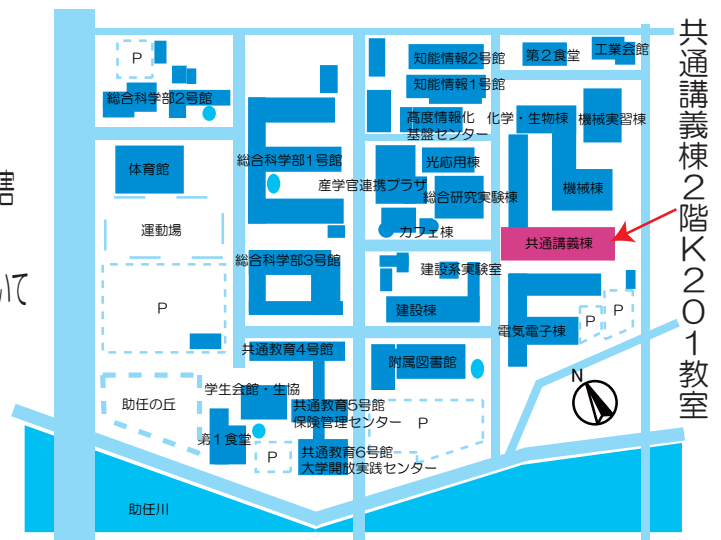 P
総合科学部2号館
知能情報2号館
第2食堂
工業会館
知能情報1号館
高度情報化
基盤センター
化学・生物棟
機械実習棟
体育館
総合科学部1号館
光応用棟
産学官連携プラザ
総合研究実験棟
機械棟
運動場
カフェ棟
共通講義棟
総合科学部3号館
建設系実験室
P
建設棟
電気電子棟
P
P
共通教育4号館
附属図書館
N
助任の丘
学生会館・生協
共通教育5号館
保険管理センター
P
第1食堂
P
共通教育6号館
大学開放実践センター
助任川
共通講義棟2階K201教室
害
いて